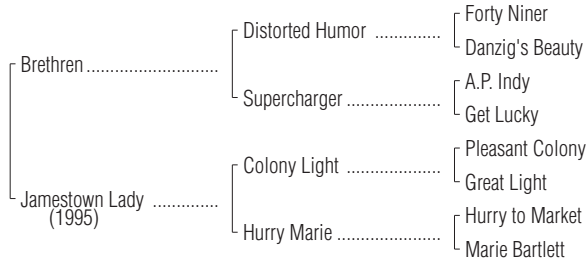 Forty Niner
Distorted Humor ..............
Danzig's Beauty
Brethren............................
A.P. Indy
Supercharger ....................
Get Lucky
Pleasant Colony
Colony Light ....................
Great Light
Jamestown Lady ..............
(1995)
Hurry to Market
Hurry Marie ......................
Marie Bartlett